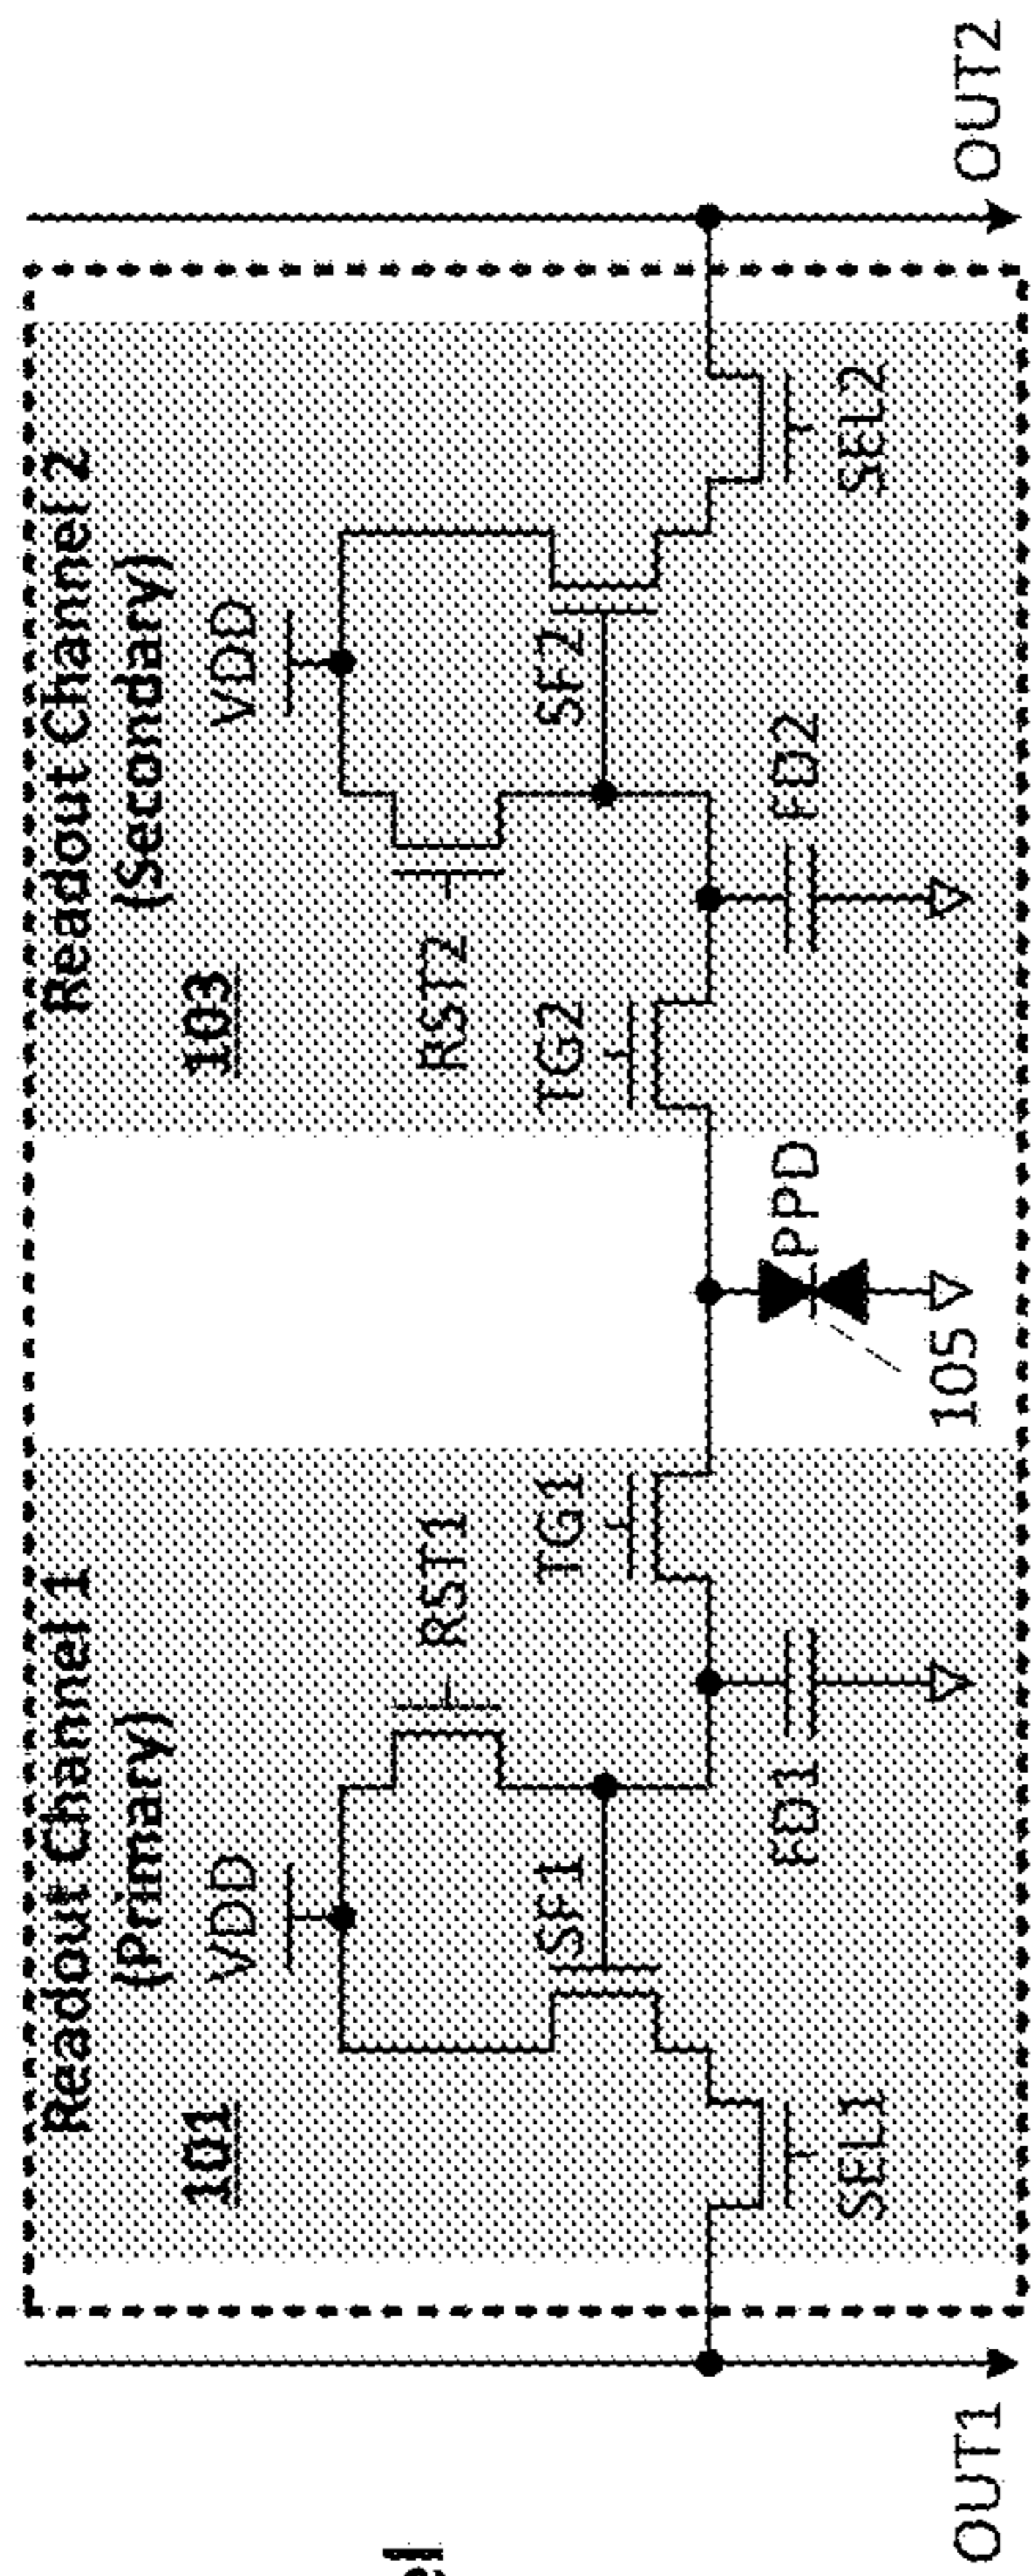 Readout Channel 1
(Primary)
101
VDD
RST1
SF1
TG1
FD1
SEL1
OUT1
PPD
105
Readout Channel 2
(Secondary)
103
VDD
RST2
SF2
TG2
FD2
SEL2
OUT2